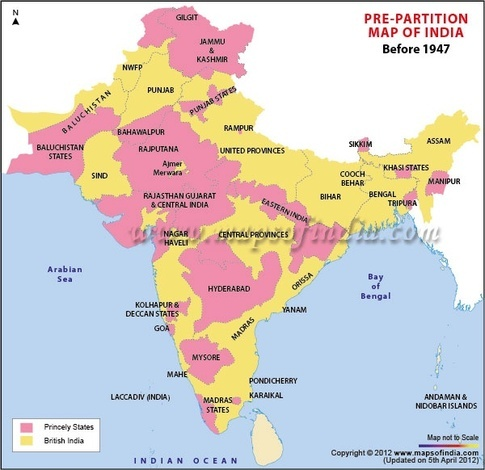 N
PRE-PARTITION
MAP OF INDIA
Before 1947
GILGIT
JAMMU
&
KASHMIR
NWFP
PUNJAB
BALUCHISTAN
PUNJAB STATES
BAHAWALPUR
RAMPUR
BALUCHISTAN
STATES
RAJPUTANA
UNITED PROVINCES
SIKKIM
ASSAM
Ajmer
Merwara
SIND
COOCH
BEHAR
KHASI STATES
BIHAR
BENGAL
MANIPUR
RAJASTHAN GUJARAT
& CENTRAL INDIA
EASTERN INDIA
TRIPURA
NAGAR
HAVELI
CENTRAL PROVINCES
www.mapsofindia.com
Arabian
Sea
Bay
of
Bengal
HYDERABAD
ORISSA
KOLHAPUR &
DECCAN STATES
YANAM
GOA
MADRAS
MYSORE
MAHE
PONDICHERRY
KARAIKAL
LACCADIV (INDIA)
MADRAS
STATES
ANDAMAN &
NIDOBAR ISLANDS
Princely States
British India
INDIAN OCEAN
Map not to Scale
Copyright © 2012 www.mapsofindia.com
(Updated on 5th April 2012)